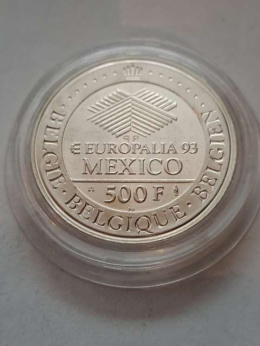 € EUROPALIA 93
MEXICO
500 F
BELGIE · BELGIQUE · BELGIEN